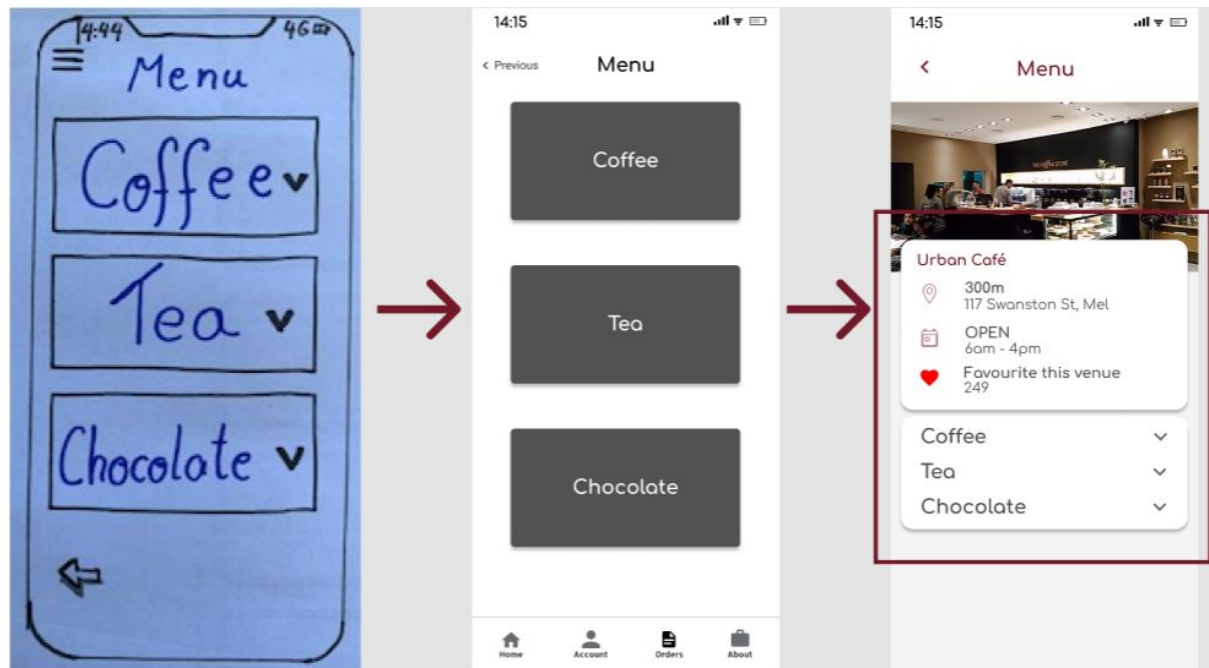 14:44 4G
Menu
Coffee
Tea
Chocolate
14:15
< Previous Menu
Coffee
Tea
Chocolate
Home Account Orders About
14:15
Menu
Urban Café
300m
117 Swanston St, Mel
OPEN
6am - 4pm
Favourite this venue
249
Coffee
Tea
Chocolate